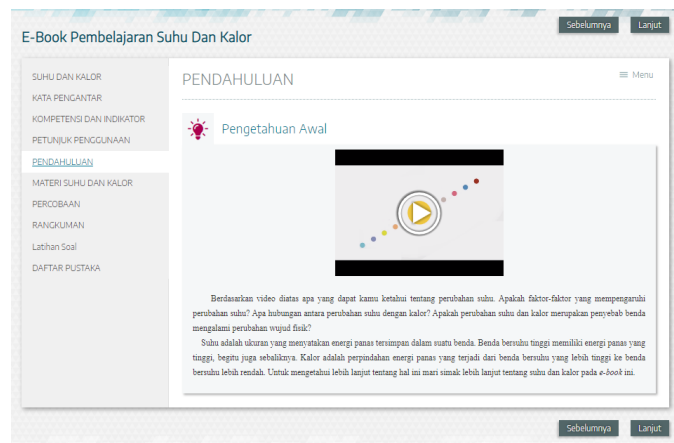 Sebelumnya Lanjut
E-Book Pembelajaran Suhu Dan Kalor
SUHU DAN KALOR
KATA PENGANTAR
KOMPETENSI DAN INDIKATOR
PETUNJUK PENGGUNAAN
PENDAHULUAN
MATERI SUHU DAN KALOR
PERCOBAAN
RANGKUMAN
Latihan Soal
DAFTAR PUSTAKA
PENDAHULUAN
Menu
Pengetahuan Awal
Berdasarkan video diatas apa yang dapat kamu ketahui tentang perubahan suhu. Apakah faktor-faktor yang mempengaruhi
perubahan suhu? Apa hubungan antara perubahan suhu dengan kalor? Apakah perubahan suhu dan kalor merupakan penyebab benda
mengalami perubahan wujud fisik?
Suhu adalah ukuran yang menyatakan energi panas tersimpan dalam suatu benda. Benda bersuhu tinggi memiliki energi panas yang
tinggi, begitu juga sebaliknya. Kalor adalah perpindahan energi panas yang terjadi dari benda bersuhu yang lebih tinggi ke benda
bersuhu lebih rendah. Untuk mengetahui lebih lanjut tentang hal ini mari simak lebih lanjut tentang suhu dan kalor pada e-book ini.
Sebelumnya Lanjut